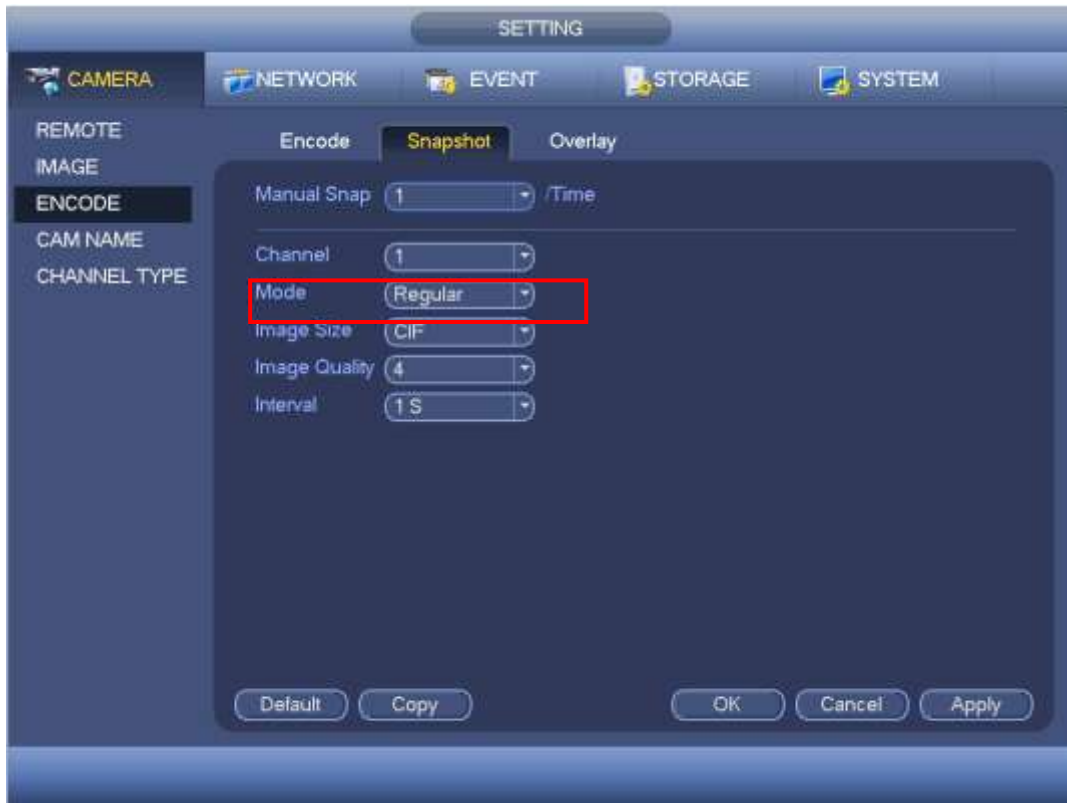 SETTING
CAMERA NETWORK EVENT STORAGE SYSTEM
REMOTE
IMAGE
ENCODE
CAM NAME
CHANNEL TYPE
Encode Snapshot Overlay
Manual Snap 1 /Time
Channel 1
Mode Regular
Image Size CIF
Image Quality 4
Interval 1 S
Default Copy OK Cancel Apply